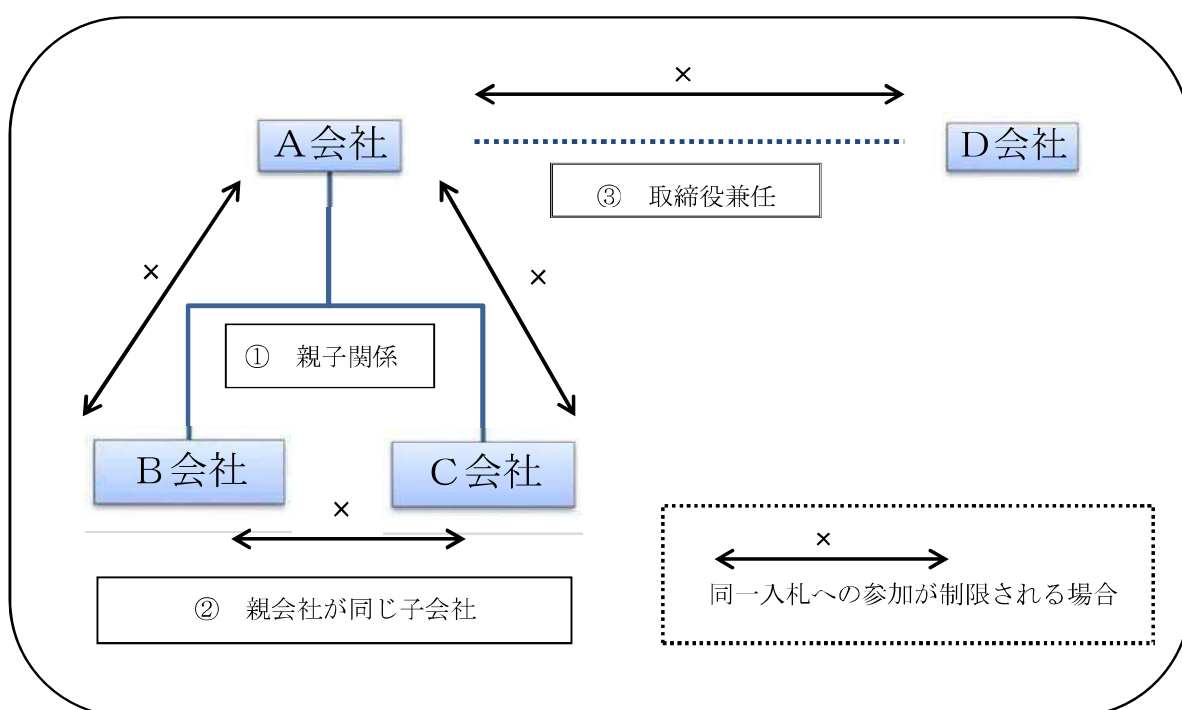 ×
A会社
D会社
③　取締役兼任
×
×
①　親子関係
B会社
C会社
×
②　親会社が同じ子会社
×
同一入札への参加が制限される場合